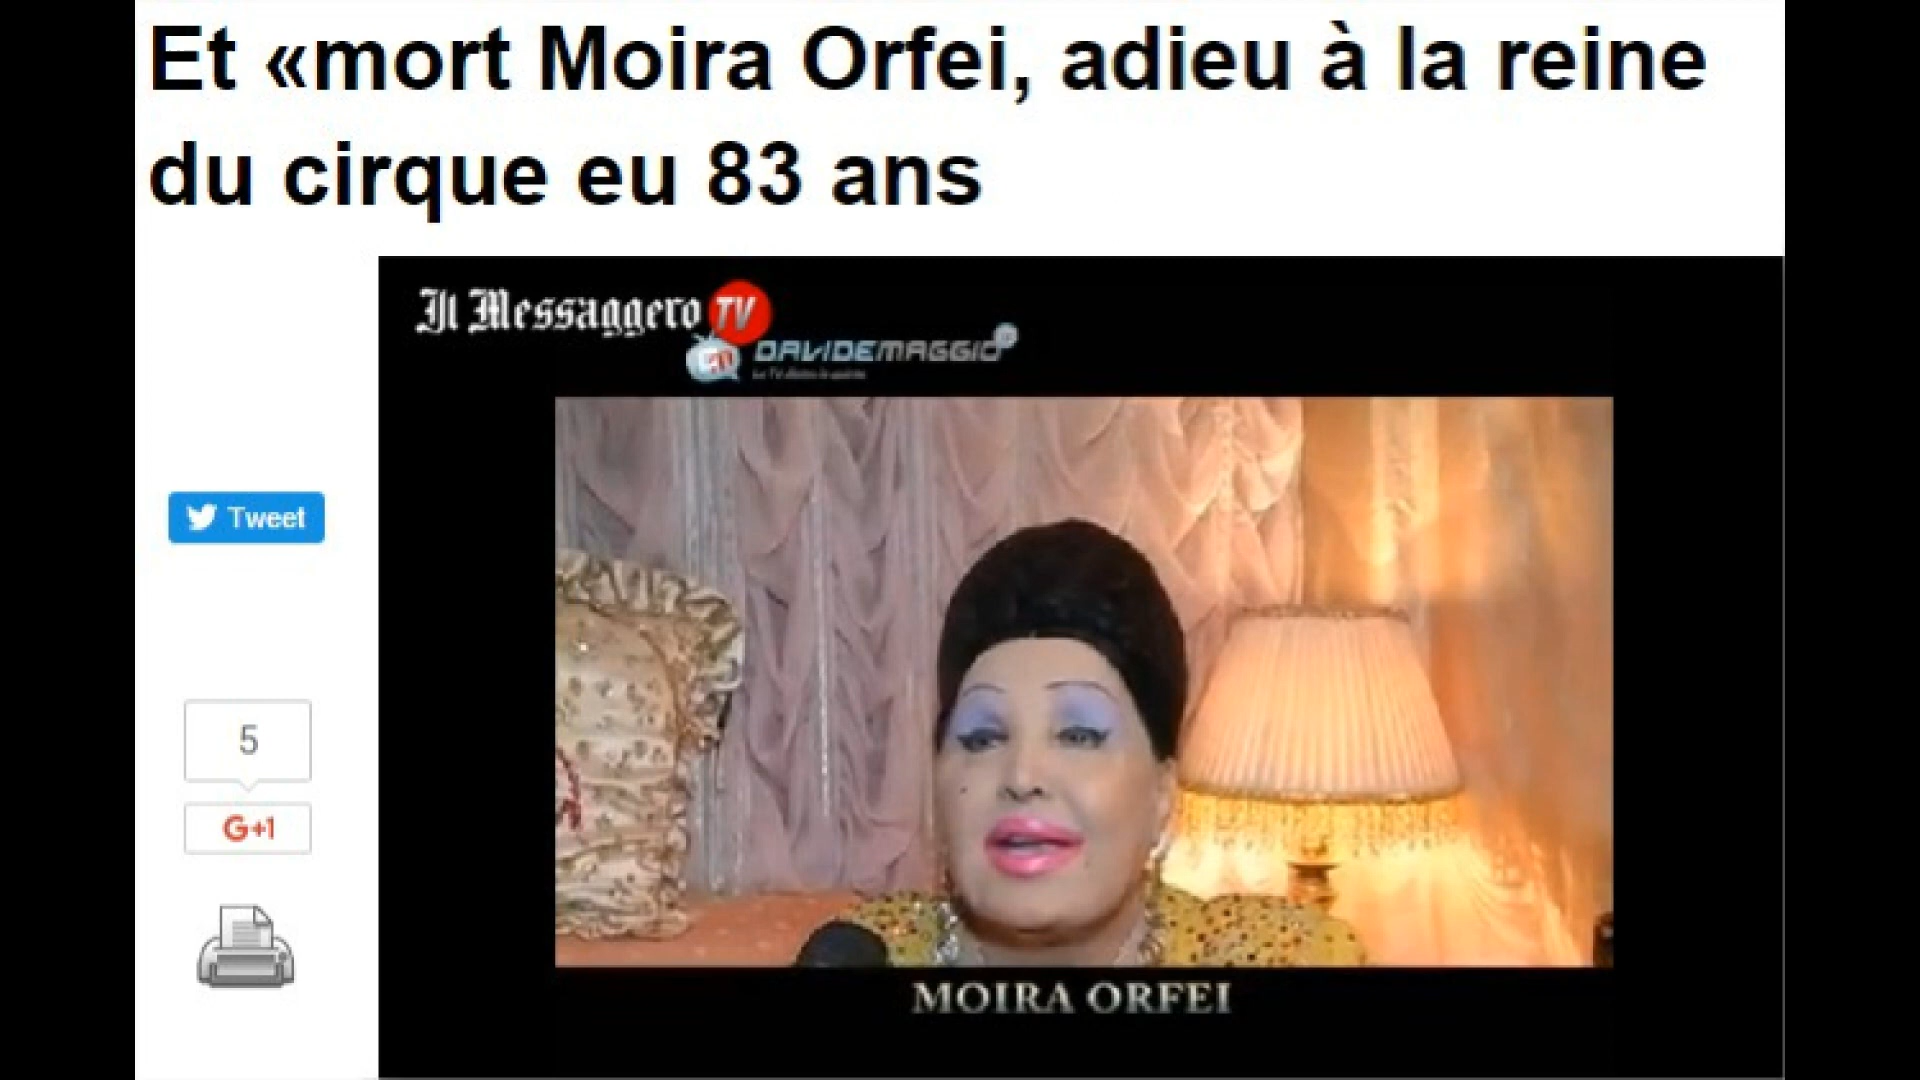 Et «mort Moira Orfei, adieu à la reine
du cirque eu 83 ans
Il Messaggero TV
DAVIDEMAGGIO
Tweet
5
G+1
MOIRA ORFEI